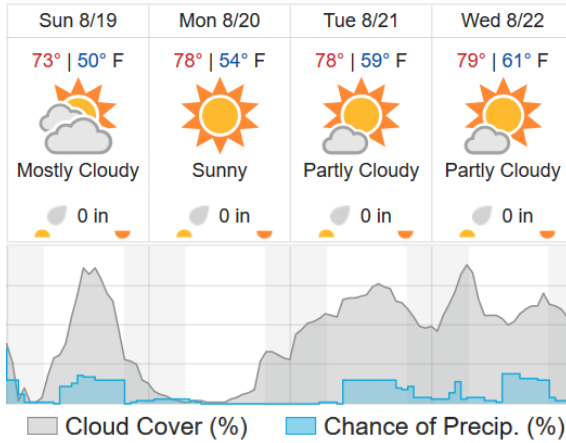 Sun 8/19 Mon 8/20 Tue 8/21 Wed 8/22
73° | 50° F 78° | 54° F 78° | 59° F 79° | 61° F
Mostly Cloudy Sunny Partly Cloudy Partly Cloudy
0 in 0 in 0 in 0 in
Cloud Cover (%) Chance of Precip. (%)